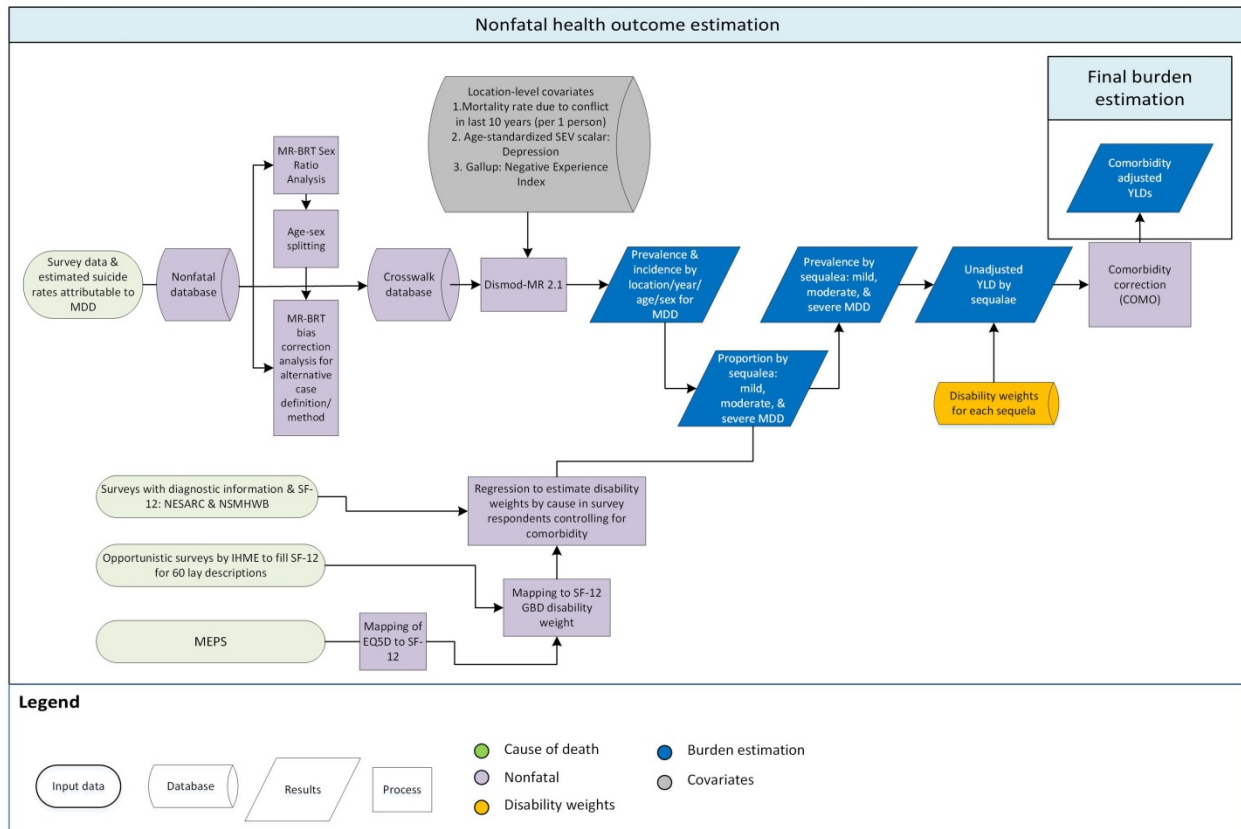 Nonfatal health outcome estimation
Final burden
estimation
Location-level covariates
1.Mortality rate due to conflict
in last 10 years (per 1 person)
2. Age-standardized SEV scalar:
Depression
3. Gallup: Negative Experience
Index
MR-BRT Sex
Ratio
Analysis
Comorbidity
adjusted
YLDs
Age-sex
splitting
Survey data &
estimated suicide
rates attributable to
MDD
Nonfatal
database
Crosswalk
database
Dismod-MR 2.1
Prevalence &
incidence by
location/year/
age/sex for
MDD
Prevalence by
sequalea: mild,
moderate, &
severe MDD
Unadjusted
YLD by
sequalae
Comorbidity
correction
(COMO)
MR-BRT
bias
correction
analysis for
alternative
case
definition/
method
Proportion by
sequalea:
mild,
moderate, &
severe MDD
Disability weights
for each sequela
Surveys with diagnostic information & SF-
12: NESARC & NSMHWB
Regression to estimate disability
weights by cause in survey
respondents controlling for
comorbidity
Opportunistic surveys by IHME to fill SF-12
for 60 lay descriptions
Mapping to SF-12
GBD disability
weight
MEPS
Mapping of
EQ5D to SF-
12
Legend
Input data
Database
Results
Process
Cause of death
Nonfatal
Disability weights
Burden estimation
Covariates